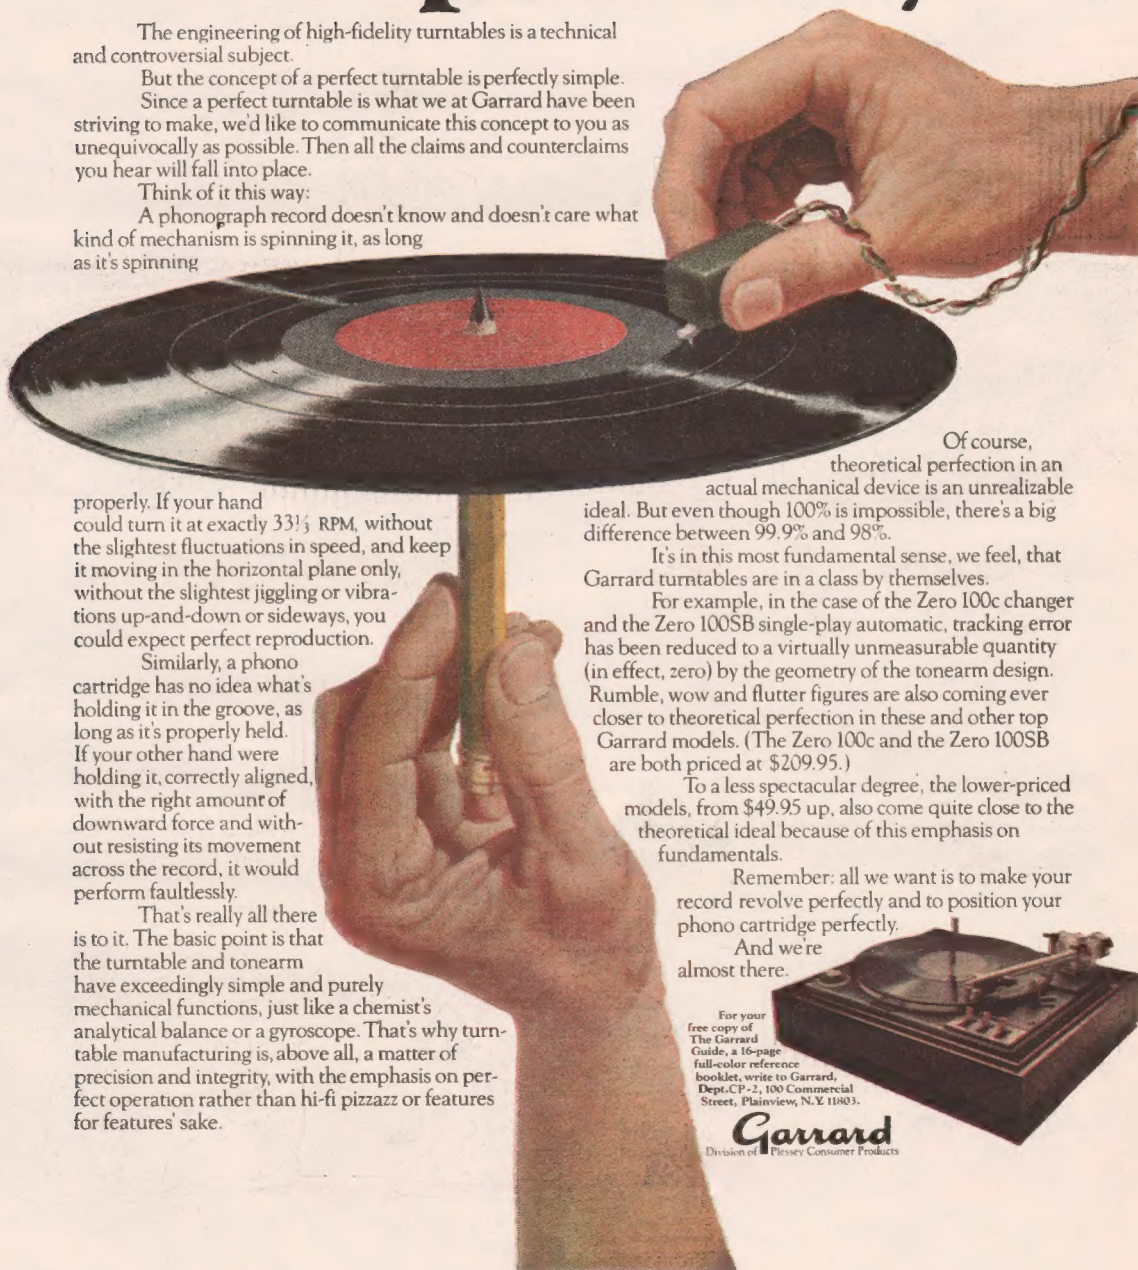 The engineering of high-fidelity turntables is a technical
and controversial subject.
But the concept of a perfect turntable is perfectly simple.
Since a perfect turntable is what we at Garrard have been
striving to make, we'd like to communicate this concept to you as
unequivocally as possible. Then all the claims and counterclaims
you hear will fall into place.
Think of it this way:
A phonograph record doesn't know and doesn't care what
kind of mechanism is spinning it, as long
as it's spinning
properly. If your hand
could turn it at exactly 33⅓ RPM, without
the slightest fluctuations in speed, and keep
it moving in the horizontal plane only,
without the slightest jiggling or vibra-
tions up-and-down or sideways, you
could expect perfect reproduction.
Similarly, a phono
cartridge has no idea what's
holding it in the groove, as
long as it's properly held.
If your other hand were
holding it, correctly aligned,
with the right amount of
downward force and with-
out resisting its movement
across the record, it would
perform faultlessly.
That's really all there
is to it. The basic point is that
the turntable and tonearm
have exceedingly simple and purely
mechanical functions, just like a chemist's
analytical balance or a gyroscope. That's why turn-
table manufacturing is, above all, a matter of
precision and integrity, with the emphasis on per-
fect operation rather than hi-fi pizzazz or features
for features' sake.
Of course,
theoretical perfection in an
actual mechanical device is an unrealizable
ideal. But even though 100% is impossible, there's a big
difference between 99.9% and 98%.
It's in this most fundamental sense, we feel, that
Garrard turntables are in a class by themselves.
For example, in the case of the Zero 100c changer
and the Zero 100SB single-play automatic, tracking error
has been reduced to a virtually unmeasurable quantity
(in effect, zero) by the geometry of the tonearm design.
Rumble, wow and flutter figures are also coming ever
closer to theoretical perfection in these and other top
Garrard models. (The Zero 100c and the Zero 100SB
are both priced at $209.95.)
To a less spectacular degree, the lower-priced
models, from $49.95 up, also come quite close to the
theoretical ideal because of this emphasis on
fundamentals.
Remember: all we want is to make your
record revolve perfectly and to position your
phono cartridge perfectly.
And we're
almost there.
For your
free copy of
The Garrard
Guide, a 16-page
full-color reference
booklet, write to Garrard,
Dept. CP-2, 100 Commercial
Street, Plainview, N.Y. 11803.
Garrard
Division of Plessey Consumer Products